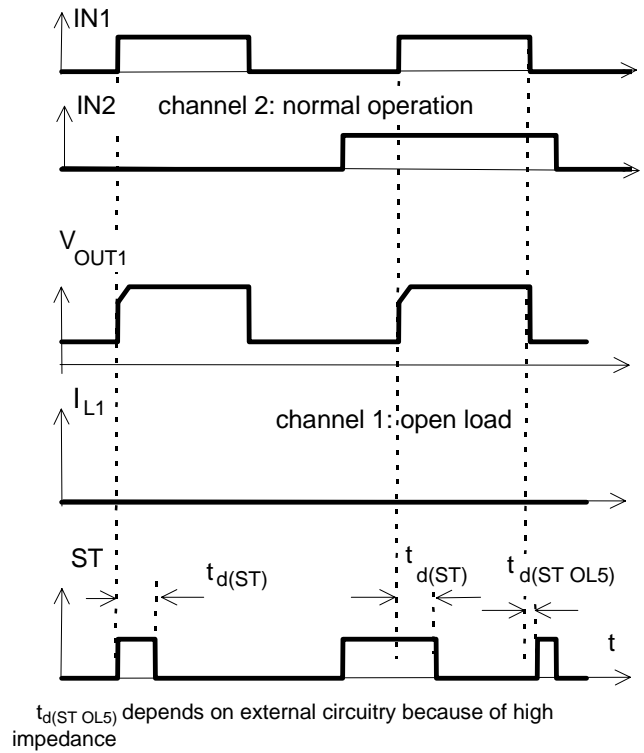 IN1
IN2
channel 2: normal operation
VOUT1
IL1
channel 1: open load
ST
td(ST)
td(ST)
td(ST OL5)
t
td(ST OL5) depends on external circuitry because of high
impedance